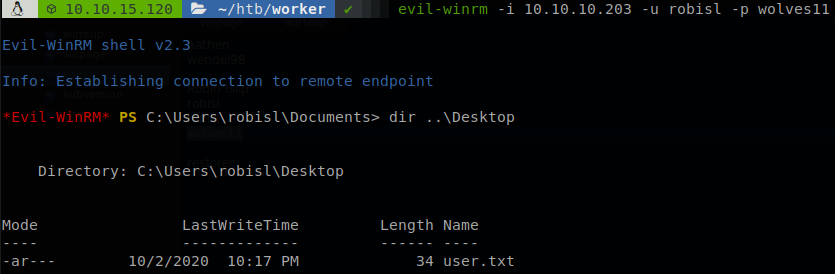 10.10.15.120 ~/htb/worker ✔ evil-winrm -i 10.10.10.203 -u robisl -p wolves11
Evil-WinRM shell v2.3
Info: Establishing connection to remote endpoint
*Evil-WinRM* PS C:\Users\robisl\Documents> dir ..\Desktop
Directory: C:\Users\robisl\Desktop
Mode LastWriteTime Length Name
---- ------------- ------ ----
-ar--- 10/2/2020 10:17 PM 34 user.txt